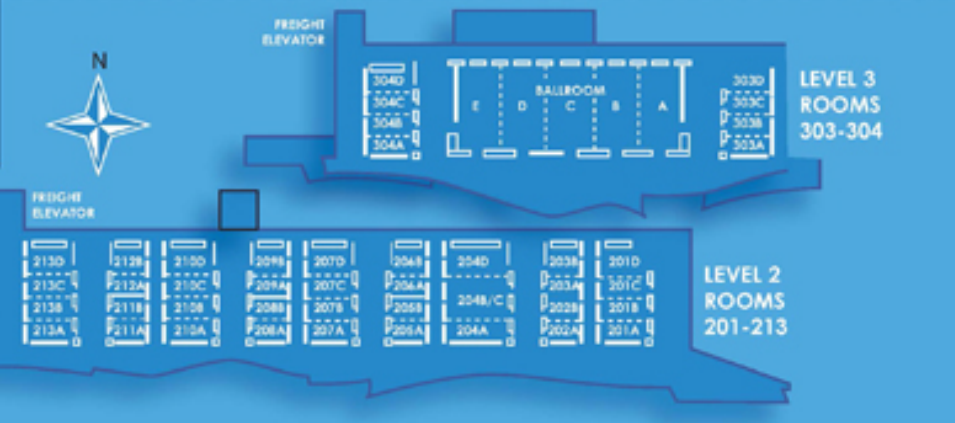 FREIGHT
ELEVATOR
N
304D
304C
304B
304A
BALLROOM
E D C B A
303D
303C
303B
303A
LEVEL 3
ROOMS
303-304
FREIGHT
ELEVATOR
213D 212B 210D 209B 207D 206B 204D 203B 201D
213C 212A 210C 209A 207C 206A 204B/C 203A 201C
213B 211B 210B 208B 207B 205B 202B 201B
213A 211A 210A 208A 207A 205A 204A 202A 201A
LEVEL 2
ROOMS
201-213